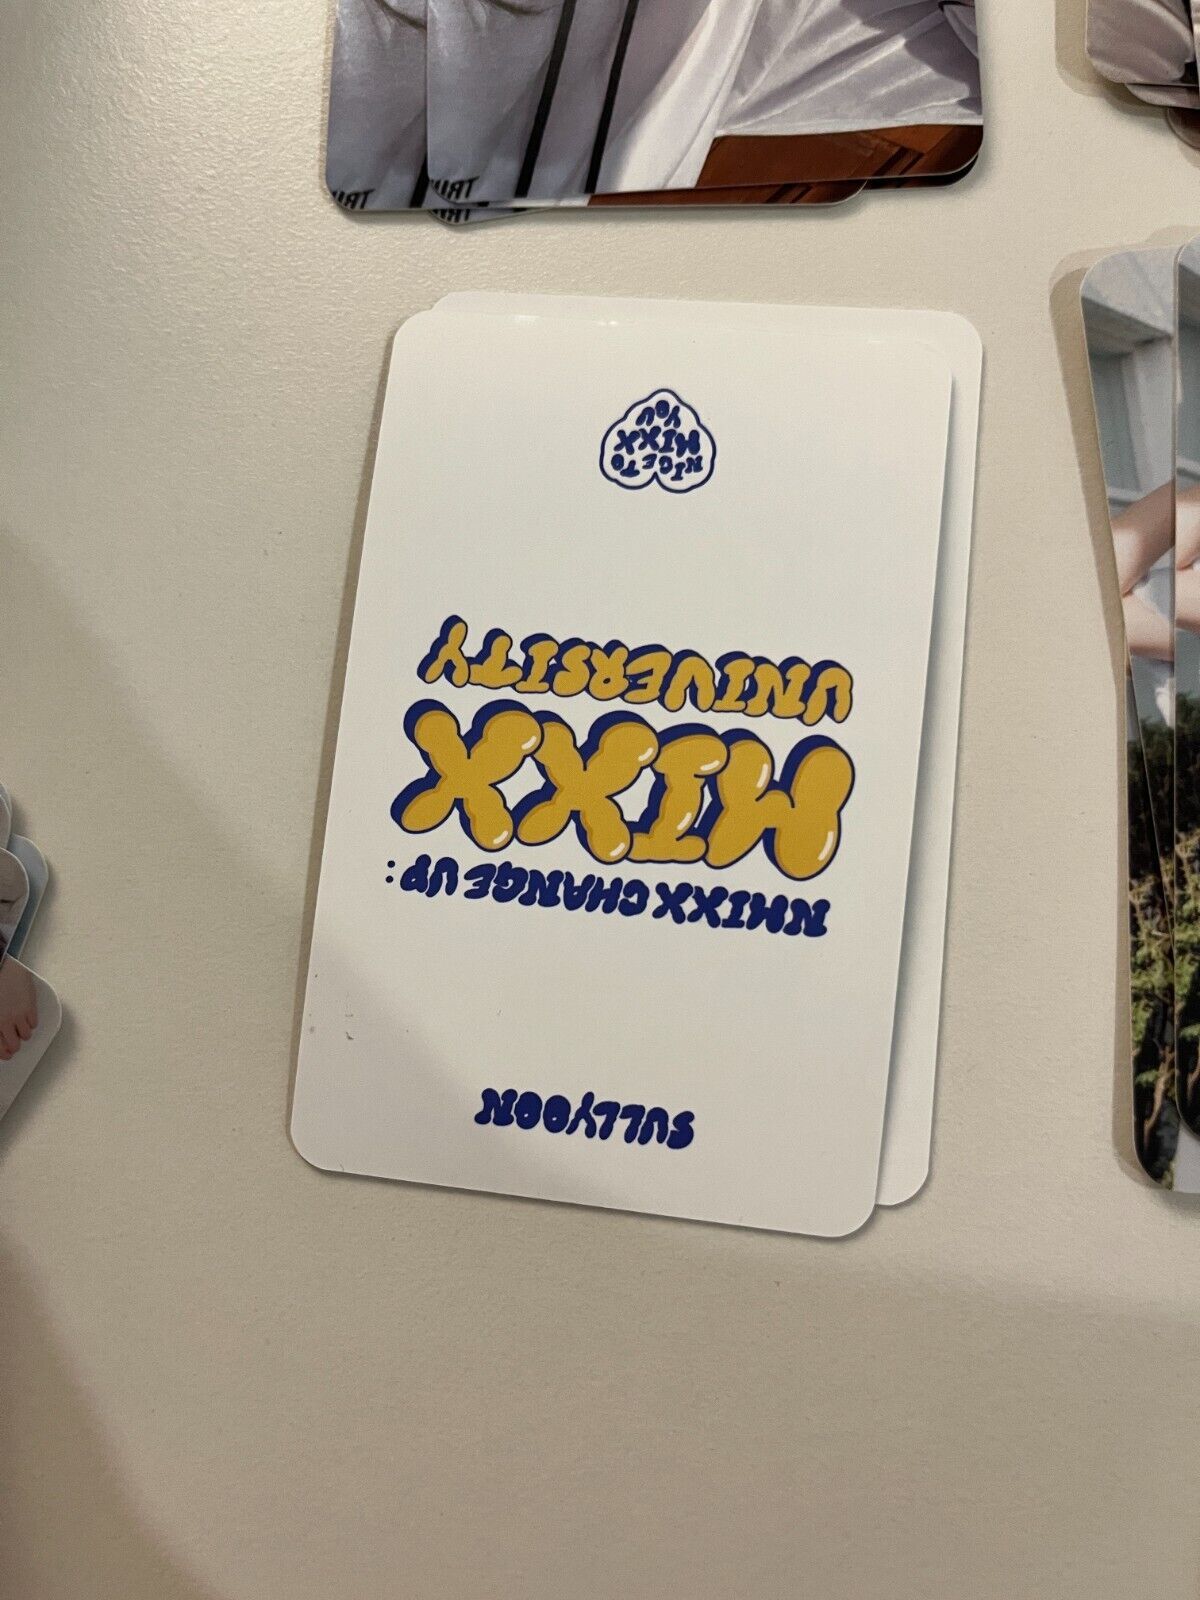 SULLYOON
NMIXX CHANGE UP :
MIXX
UNIVERSITY
NICE TO
MIXX
YOU